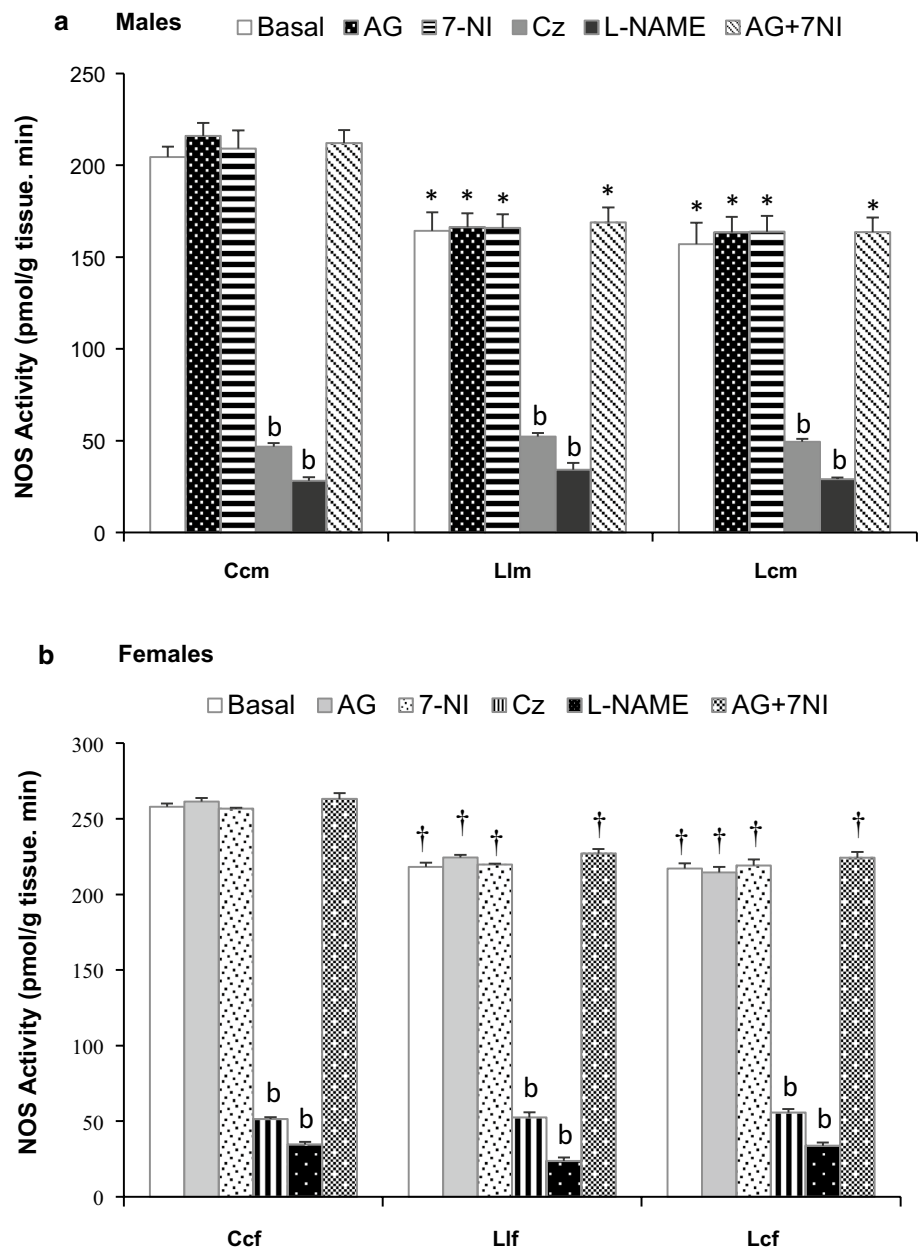 a Males
Basal AG 7-NI Cz L-NAME AG+7NI
NOS Activity (pmol/g tissue. min)
250
200
150
100
50
0
* * * *
* * * *
b b
b b
b b
Ccm Llm Lcm
b Females
Basal AG 7-NI Cz L-NAME AG+7NI
NOS Activity (pmol/g tissue. min)
300
250
200
150
100
50
0
† † † †
† † † †
b b
b b
b b
Ccf Llf Lcf